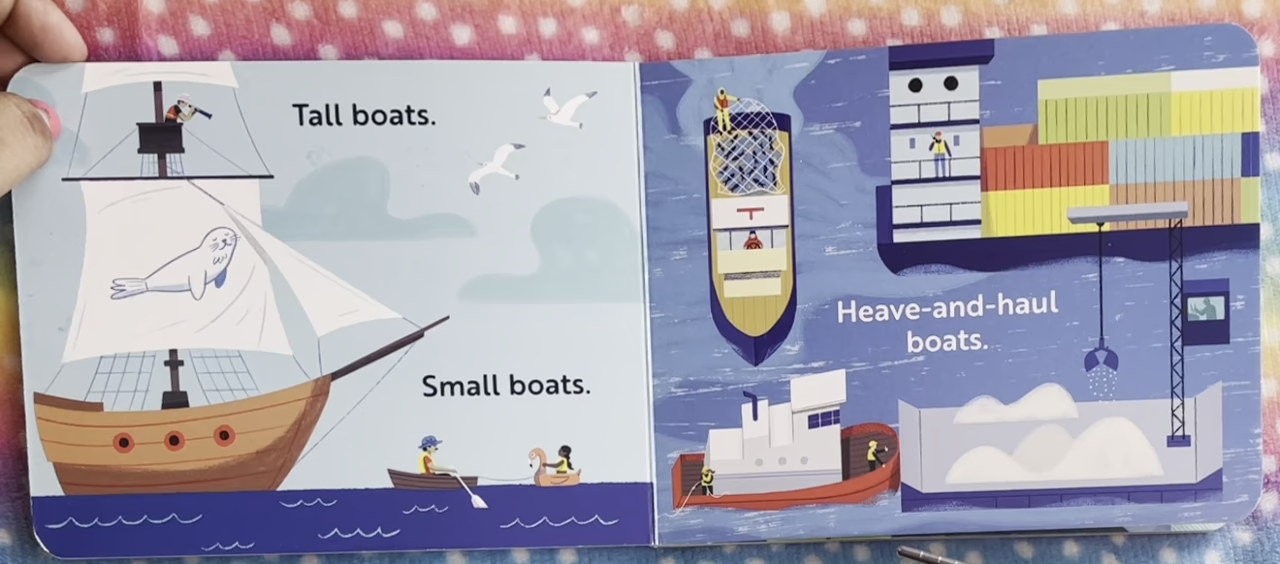 Tall boats.
Small boats.
Heave-and-haul
boats.